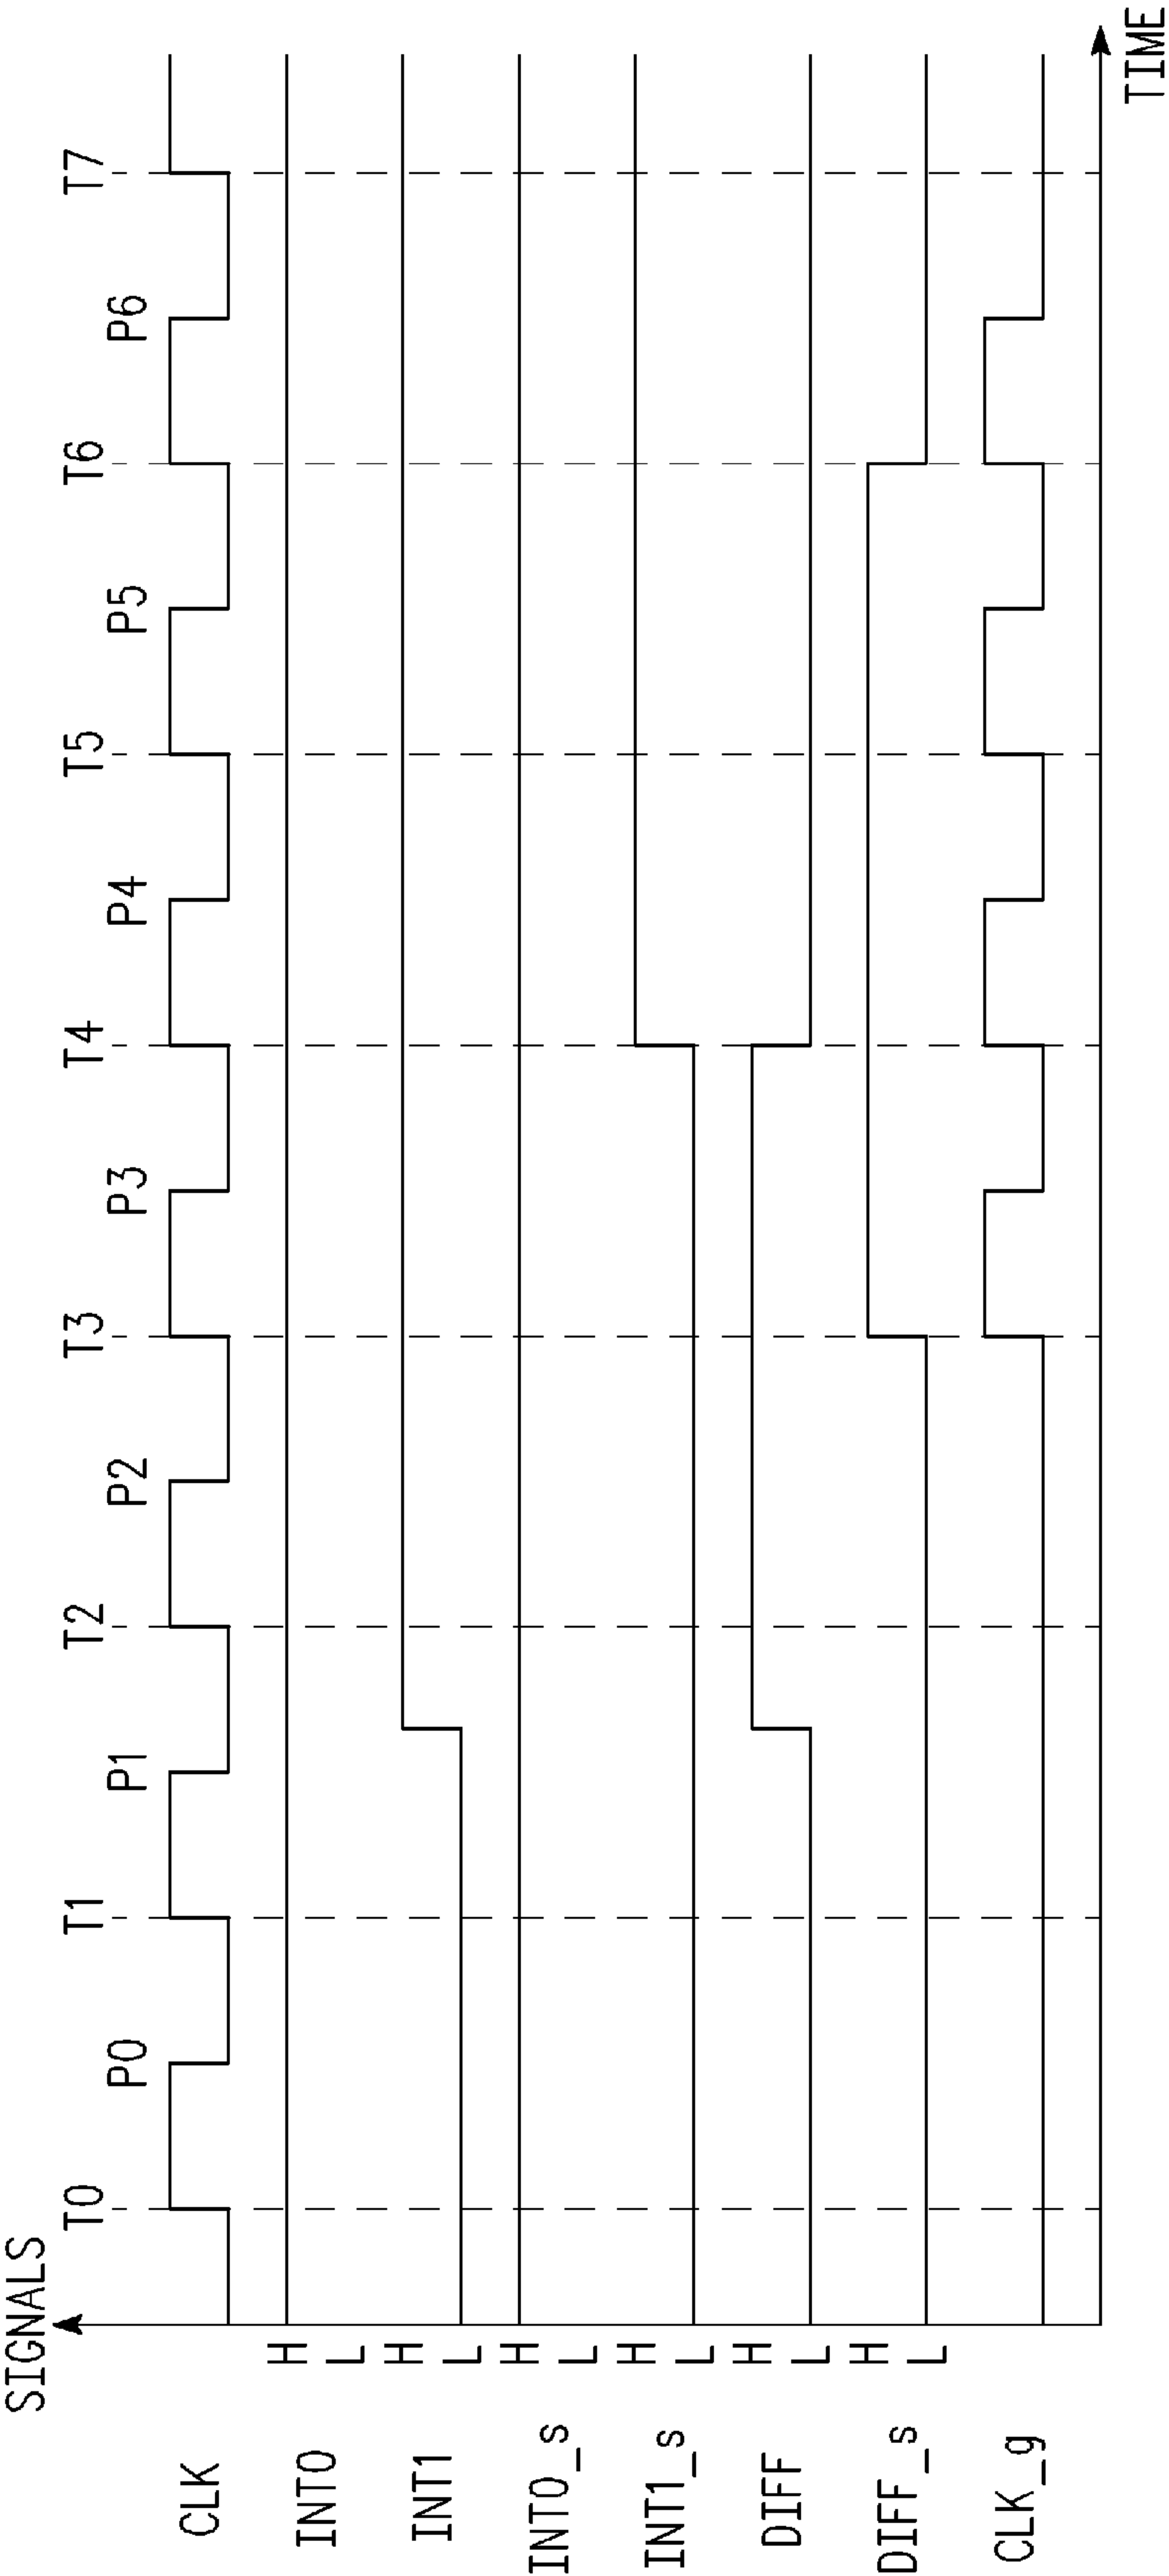 SIGNALS
T0 T1 T2 T3 T4 T5 T6 T7
P0 P1 P2 P3 P4 P5 P6
CLK
INT0 H
L
INT1 H
L
INT0_s H
L
INT1_s H
L
DIFF H
L
DIFF_s H
L
CLK_g
TIME